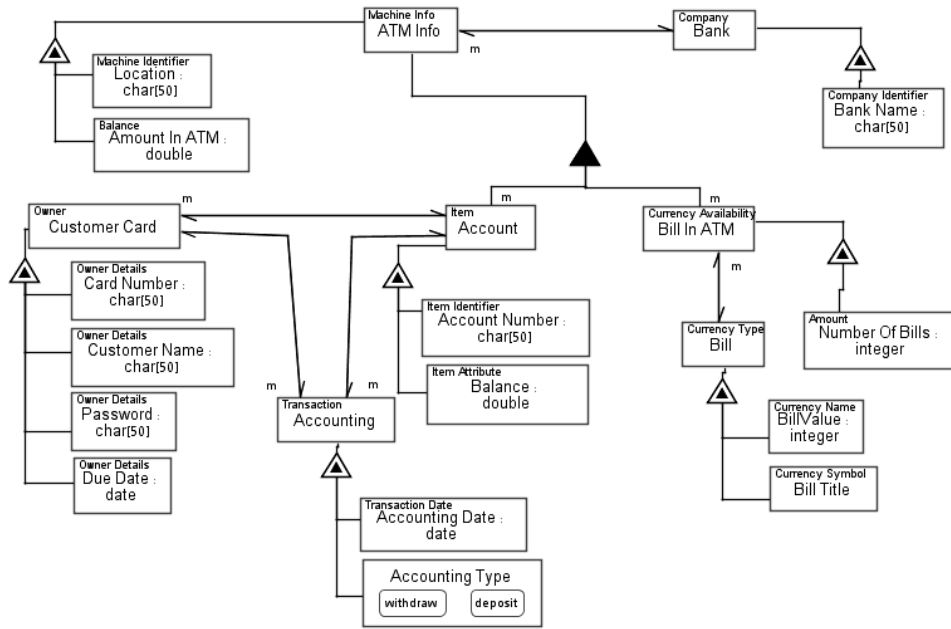 Machine Info
ATM Info
m
Company
Bank
Machine Identifier
Location :
char[50]
Balance
Amount In ATM :
double
Company Identifier
Bank Name :
char[50]
m
Owner
Customer Card
m
Item
Account
m
Currency Availability
Bill In ATM
m
Owner Details
Card Number :
char[50]
Owner Details
Customer Name :
char[50]
Owner Details
Password :
char[50]
Owner Details
Due Date :
date
Item Identifier
Account Number :
char[50]
Item Attribute
Balance :
double
Currency Type
Bill
Amount
Number Of Bills :
integer
m
m
Transaction
Accounting
Currency Name
BillValue :
integer
Currency Symbol
Bill Title
Transaction Date
Accounting Date :
date
Accounting Type
withdraw
deposit